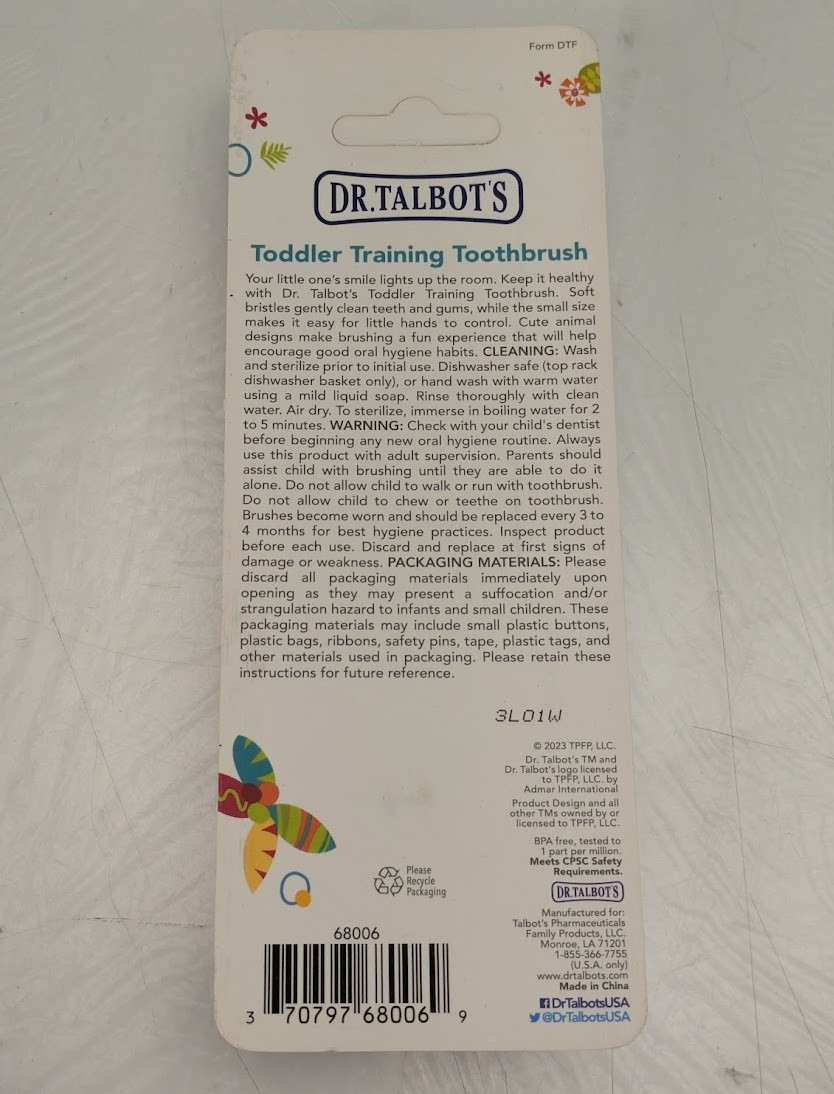 Form DTF
DR.TALBOT'S
Toddler Training Toothbrush
Your little one's smile lights up the room. Keep it healthy
with Dr. Talbot's Toddler Training Toothbrush. Soft
bristles gently clean teeth and gums, while the small size
makes it easy for little hands to control. Cute animal
designs make brushing a fun experience that will help
encourage good oral hygiene habits. CLEANING: Wash
and sterilize prior to initial use. Dishwasher safe (top rack
dishwasher basket only), or hand wash with warm water
using a mild liquid soap. Rinse thoroughly with clean
water. Air dry. To sterilize, immerse in boiling water for 2
to 5 minutes. WARNING: Check with your child's dentist
before beginning any new oral hygiene routine. Always
use this product with adult supervision. Parents should
assist child with brushing until they are able to do it
alone. Do not allow child to walk or run with toothbrush.
Do not allow child to chew or teethe on toothbrush.
Brushes become worn and should be replaced every 3 to
4 months for best hygiene practices. Inspect product
before each use. Discard and replace at first signs of
damage or weakness. PACKAGING MATERIALS: Please
discard all packaging materials immediately upon
opening as they may present a suffocation and/or
strangulation hazard to infants and small children. These
packaging materials may include small plastic buttons,
plastic bags, ribbons, safety pins, tape, plastic tags, and
other materials used in packaging. Please retain these
instructions for future reference.
3L01W
© 2023 TPFP, LLC.
Dr. Talbot's TM and
Dr. Talbot's logo licensed
to TPFP, LLC. by
Admar International
Product Design and all
other TMs owned by or
licensed to TPFP, LLC.
BPA free, tested to
1 part per million.
Meets CPSC Safety
Requirements.
Please
Recycle
Packaging
DR.TALBOT'S
Manufactured for:
Talbot's Pharmaceuticals
Family Products, LLC.
Monroe, LA 71201
1-855-366-7755
(U.S.A. only)
www.drtalbots.com
Made in China
DrTalbotsUSA
@DrTalbotsUSA
68006
3 70797 68006 9